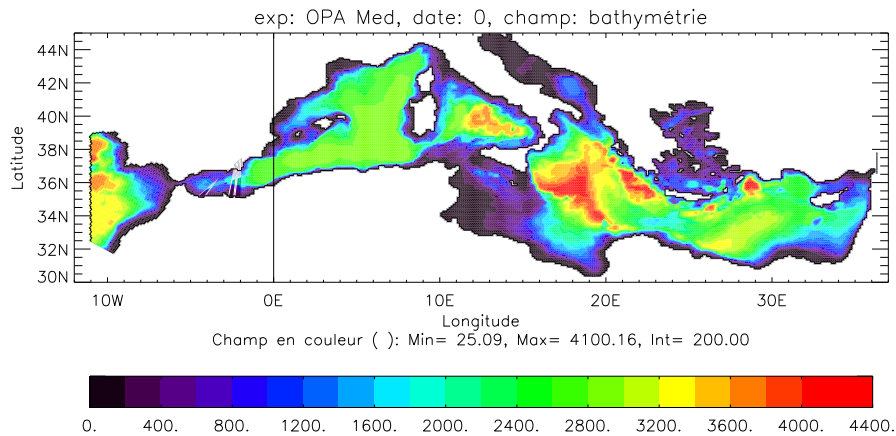 exp: OPA Med, date: 0, champ: bathymétrie
44N
42N
40N
38N
36N
34N
32N
30N
Latitude
10W 0E 10E 20E 30E
Longitude
Champ en couleur ( ): Min= 25.09, Max= 4100.16, Int= 200.00
0. 400. 800. 1200. 1600. 2000. 2400. 2800. 3200. 3600. 4000. 4400.